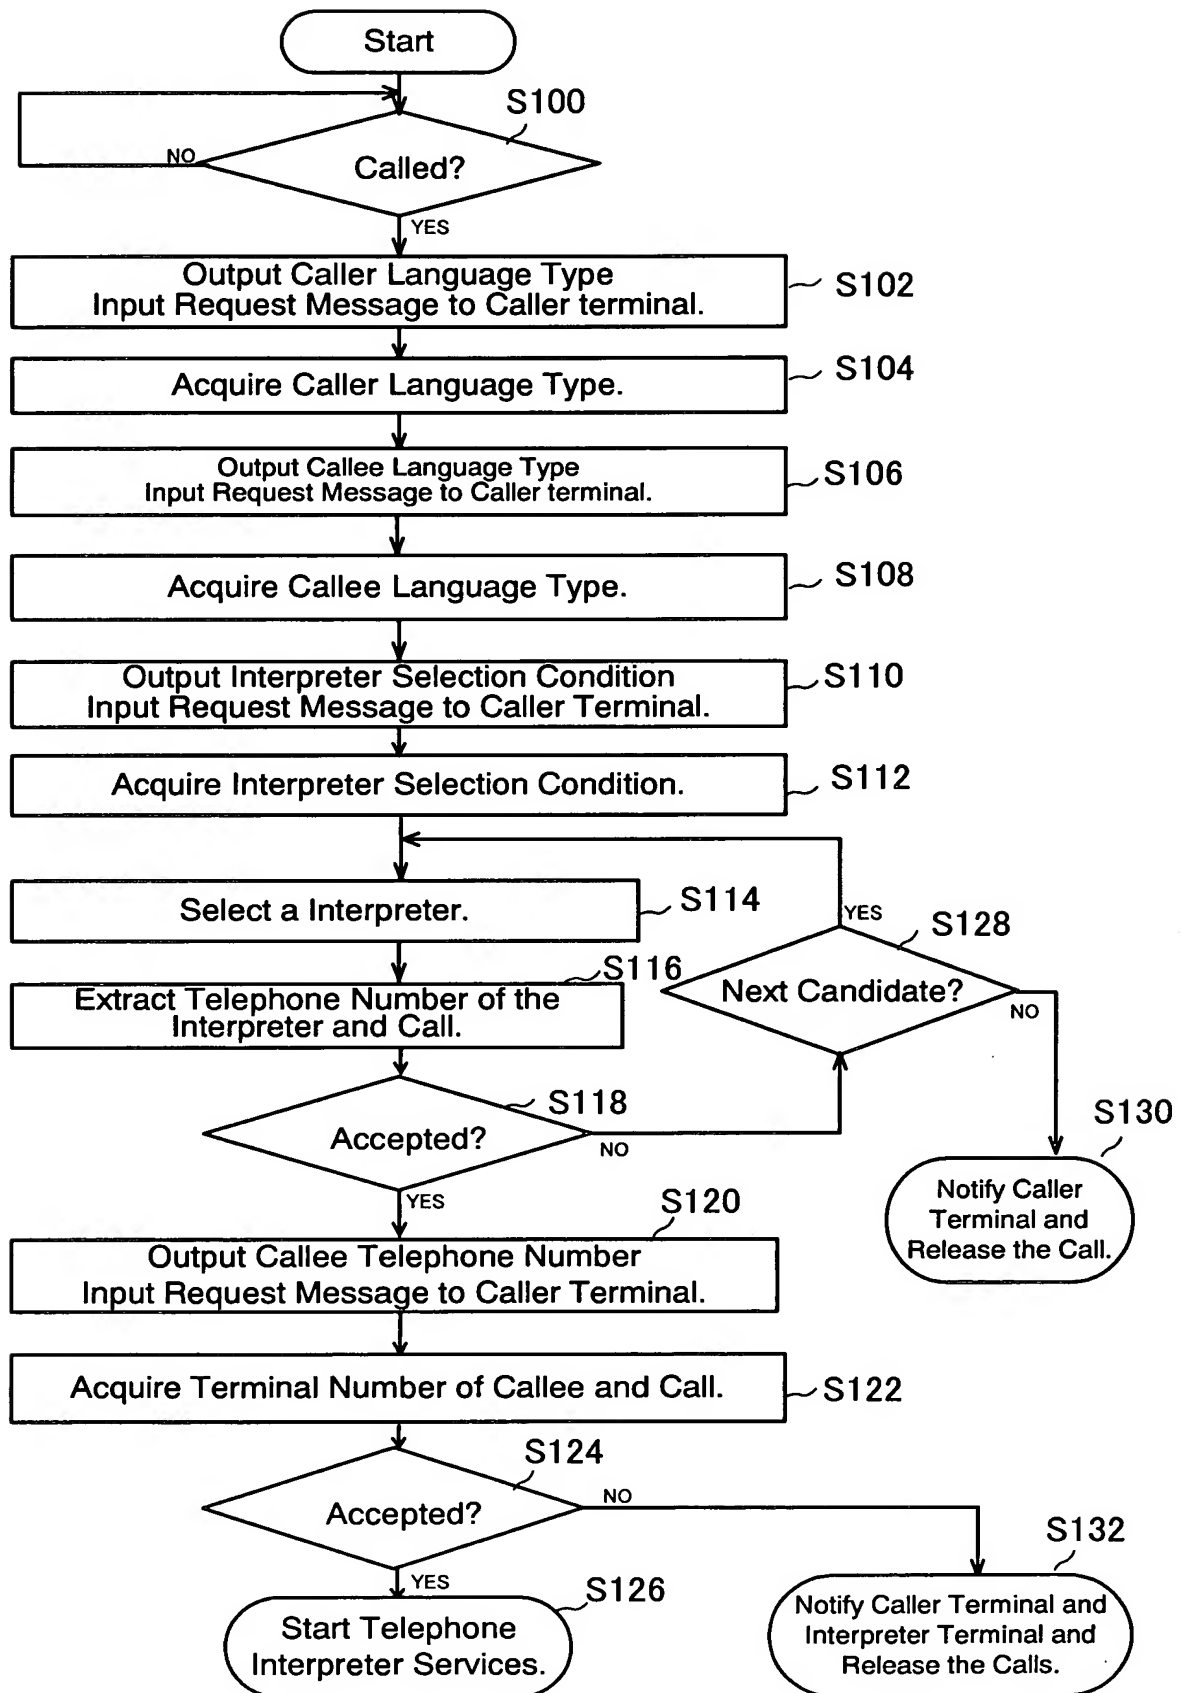 Start
S100
Called?
NO
YES
Output Caller Language Type
Input Request Message to Caller terminal.
S102
Acquire Caller Language Type.
S104
Output Callee Language Type
Input Request Message to Caller terminal.
S106
Acquire Callee Language Type.
S108
Output Interpreter Selection Condition
Input Request Message to Caller Terminal.
S110
Acquire Interpreter Selection Condition.
S112
Select a Interpreter.
S114
YES
S128
Next Candidate?
NO
S116
Extract Telephone Number of the
Interpreter and Call.
S118
Accepted?
NO
YES
S130
Notify Caller
Terminal and
Release the Call.
S120
Output Callee Telephone Number
Input Request Message to Caller Terminal.
Acquire Terminal Number of Callee and Call.
S122
S124
Accepted?
NO
YES
S126
Start Telephone
Interpreter Services.
S132
Notify Caller Terminal and
Interpreter Terminal and
Release the Calls.